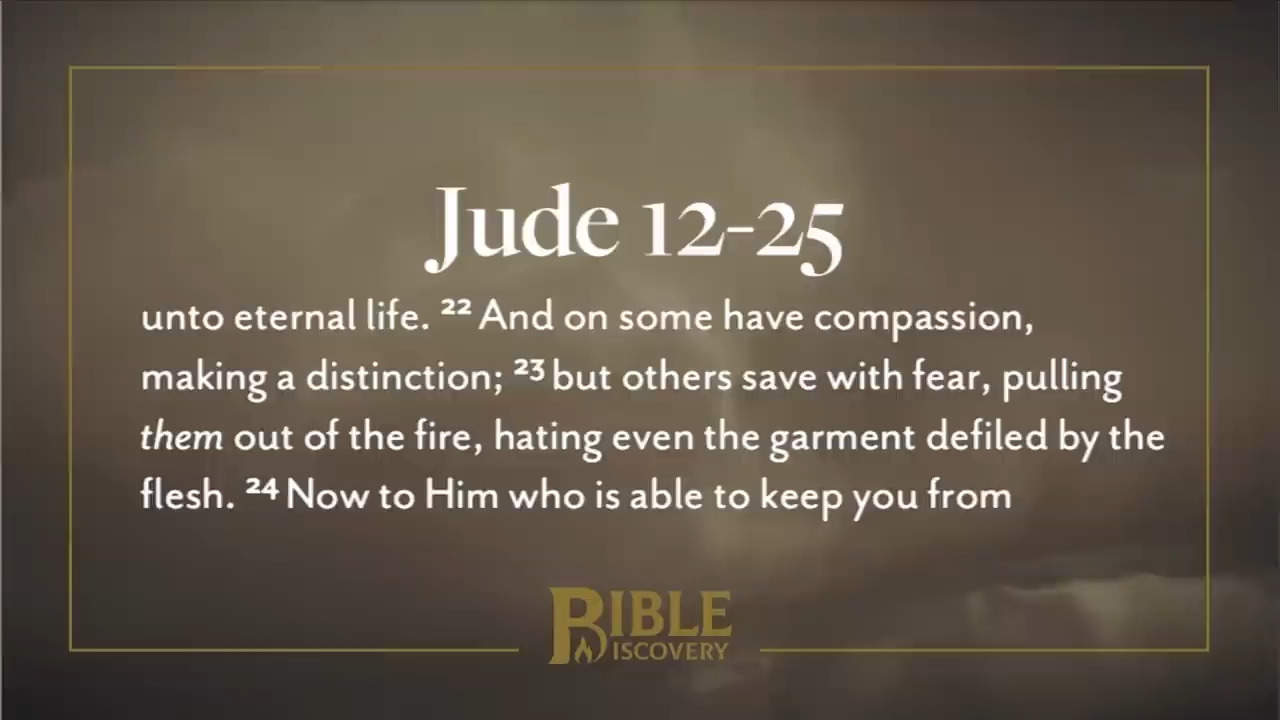 Jude 12-25
unto eternal life. 22 And on some have compassion,
making a distinction; 23 but others save with fear, pulling
them out of the fire, hating even the garment defiled by the
flesh. 24 Now to Him who is able to keep you from
BIBLE
DISCOVERY